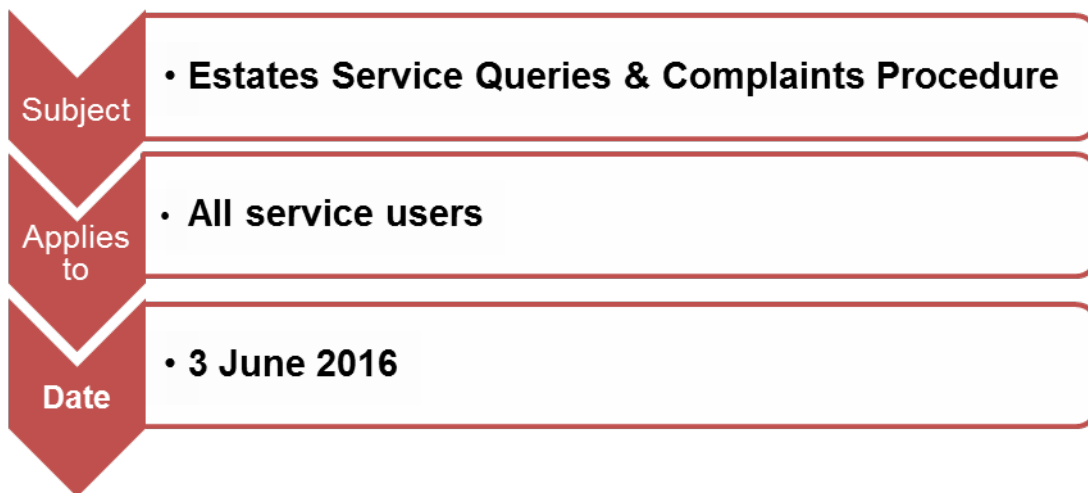 Subject
• Estates Service Queries & Complaints Procedure
Applies
to
• All service users
Date
• 3 June 2016